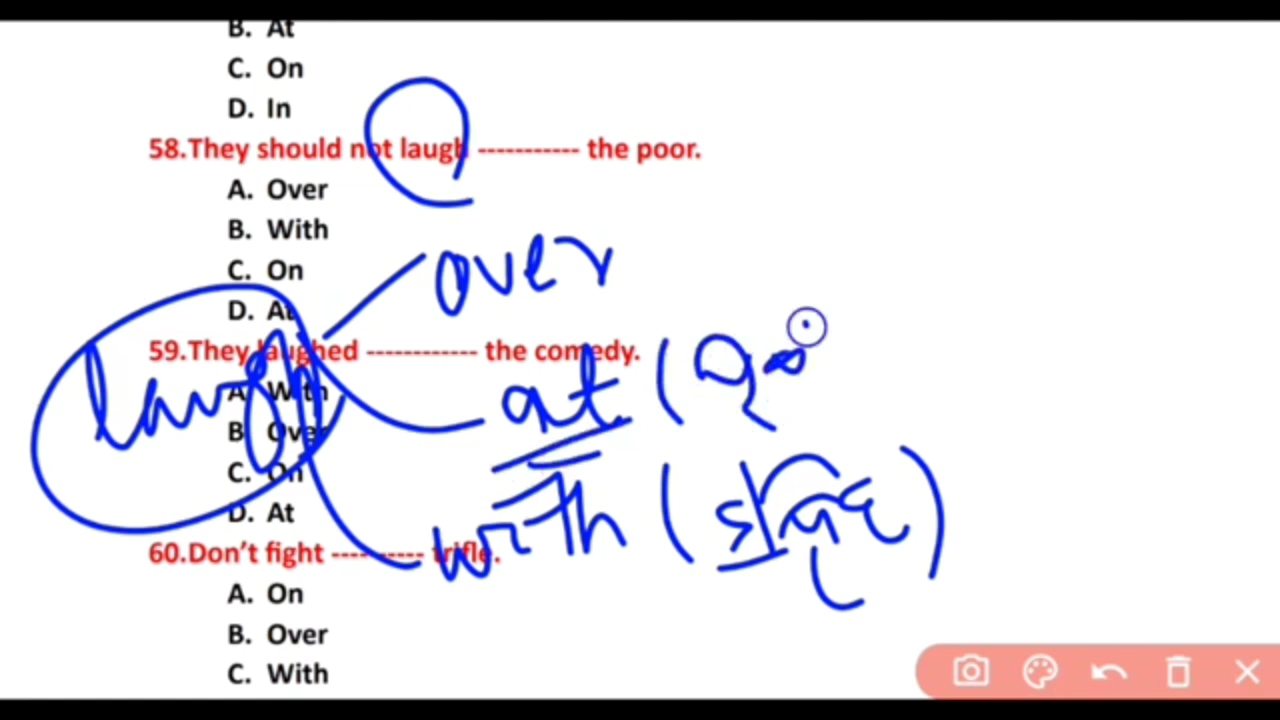 B. At
C. On
D. In
58.They should not laugh ----------- the poor.
A. Over
B. With
C. On
D. At
over
59.They laughed ------------ the comedy.
A. With
B. Over
C. On
D. At
laugh
at (
with (share)
60.Don't fight ---------- trifle.
A. On
B. Over
C. With